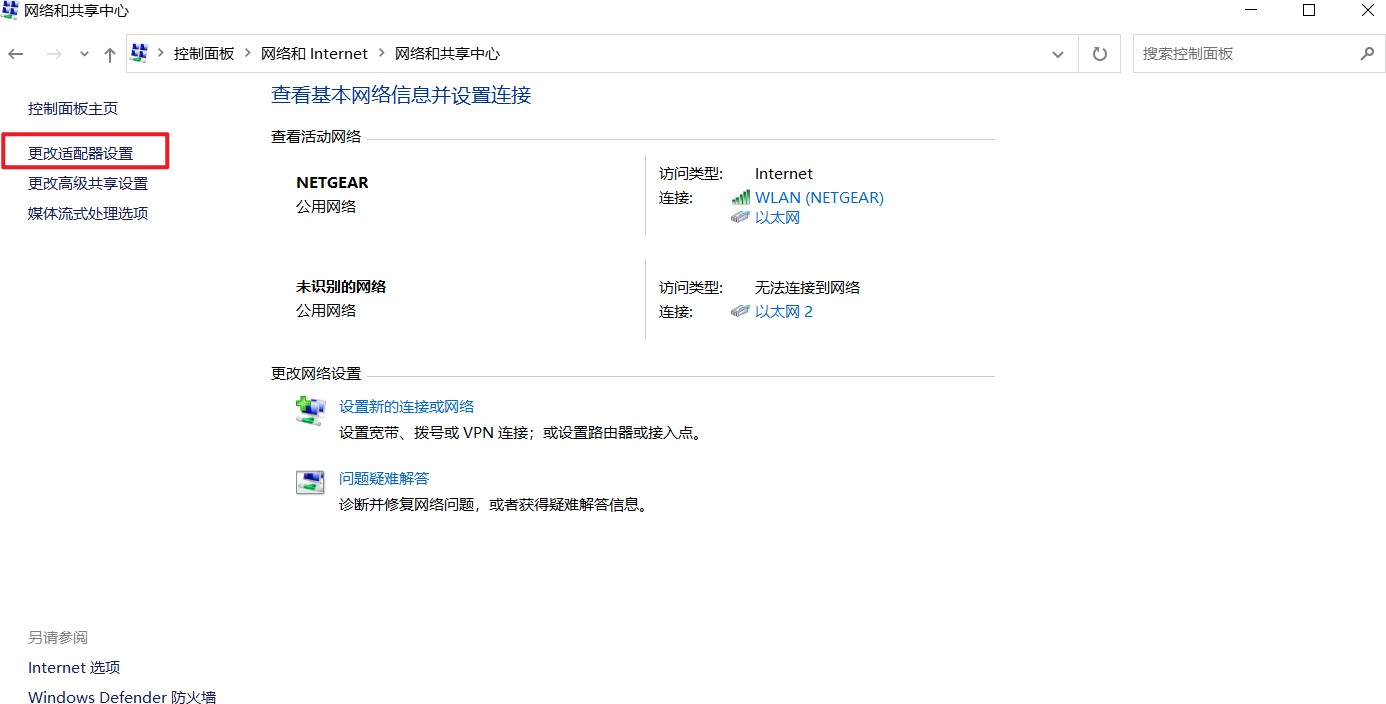 网络和共享中心
控制面板 网络和 Internet 网络和共享中心
搜索控制面板
控制面板主页
更改适配器设置
更改高级共享设置
媒体流式处理选项
查看基本网络信息并设置连接
查看活动网络
NETGEAR
公用网络
访问类型: Internet
连接: WLAN (NETGEAR)
以太网
未识别的网络
公用网络
访问类型: 无法连接到网络
连接: 以太网 2
更改网络设置
设置新的连接或网络
设置宽带、拨号或 VPN 连接；或设置路由器或接入点。
问题疑难解答
诊断并修复网络问题，或者获得疑难解答信息。
另请参阅
Internet 选项
Windows Defender 防火墙